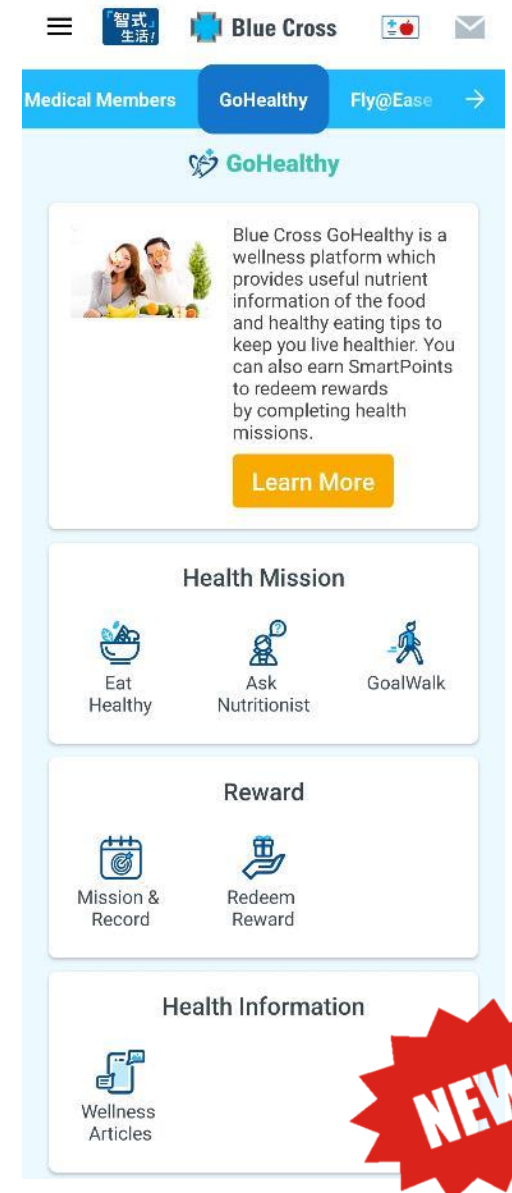 「智式」
生活!
Blue Cross
Medical Members
GoHealthy
Fly@Ease
GoHealthy
Blue Cross GoHealthy is a
wellness platform which
provides useful nutrient
information of the food
and healthy eating tips to
keep you live healthier. You
can also earn SmartPoints
to redeem rewards
by completing health
missions.
Learn More
Health Mission
Eat
Healthy
Ask
Nutritionist
GoalWalk
Reward
Mission &
Record
Redeem
Reward
Health Information
Wellness
Articles
NEW